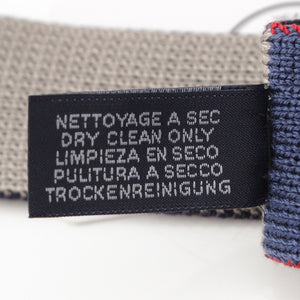 NETTOYAGE A SEC
DRY CLEAN ONLY
LIMPIEZA EN SECO
PULITURA A SECCO
TROCKENREINIGUNG